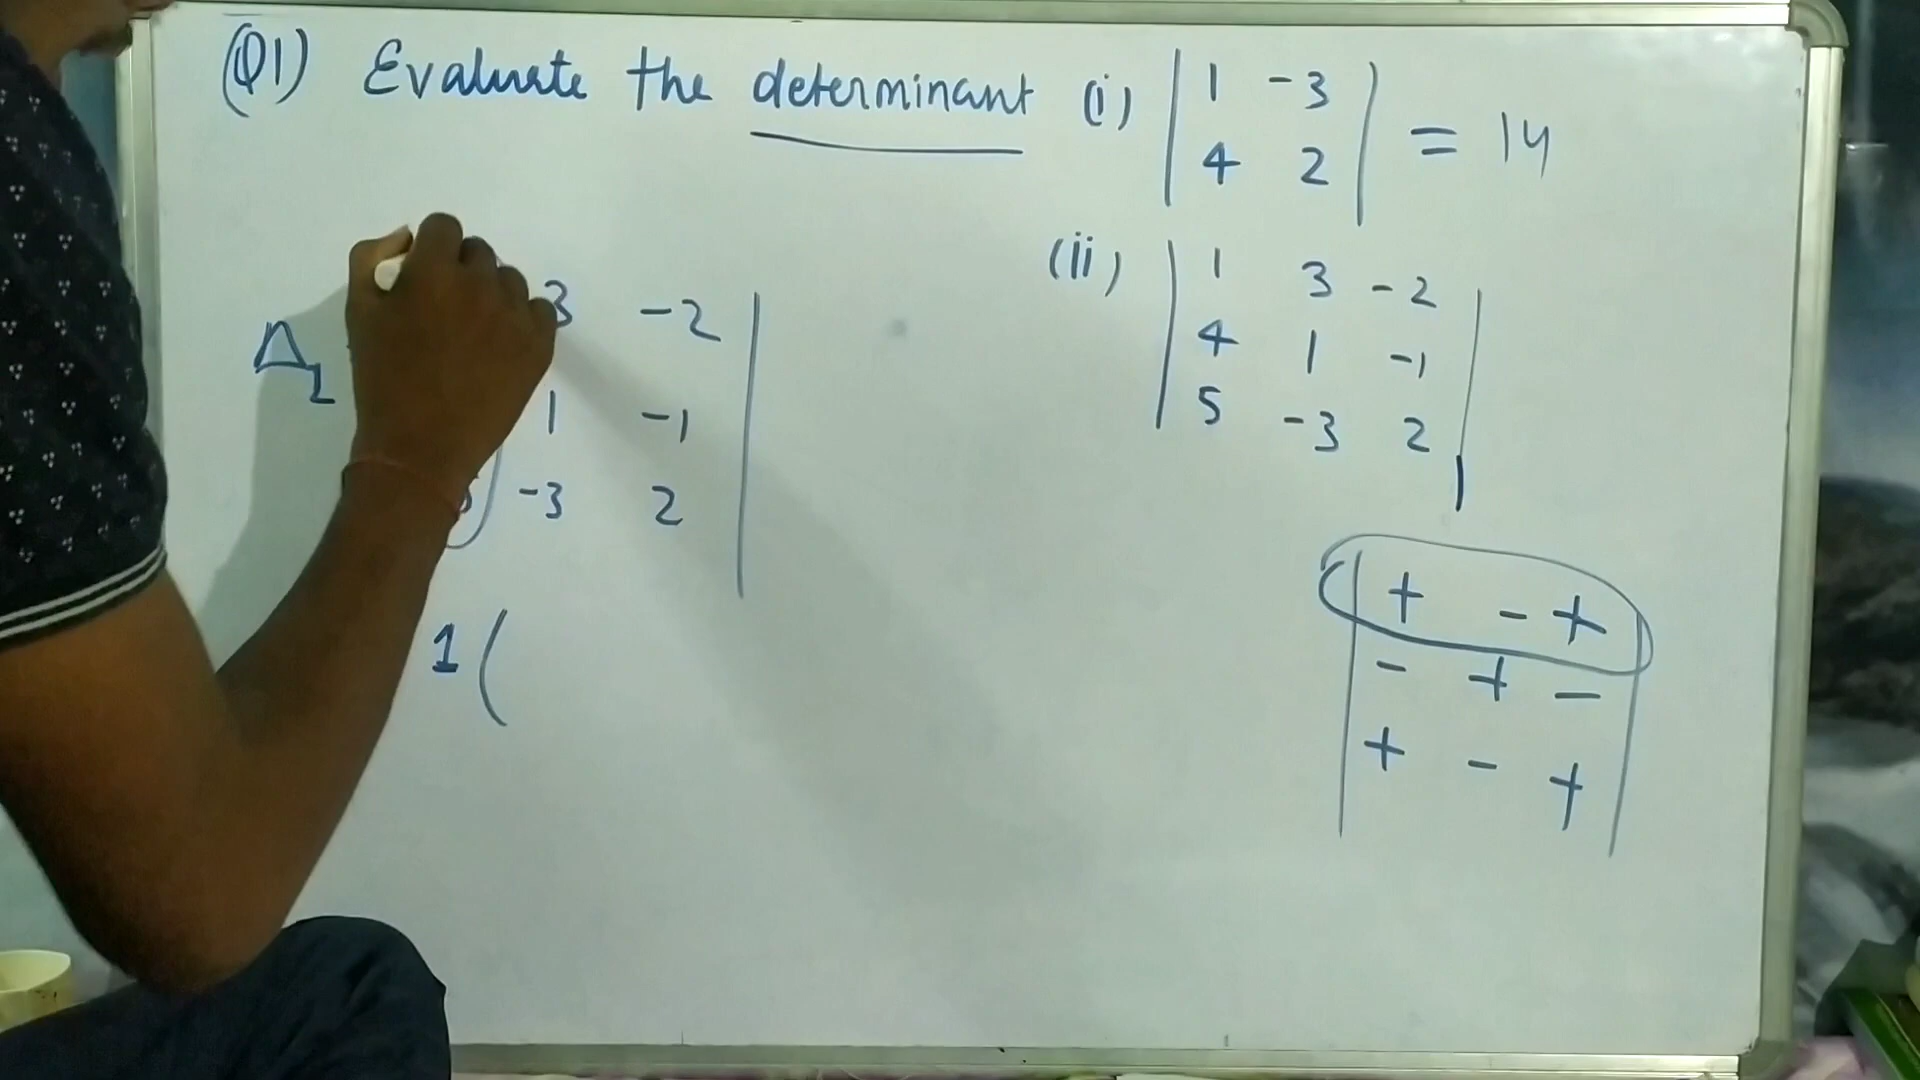 (Q1) Evaluate the determinant (i) | 1 -3 |
| 4 2 | = 14
(ii) | 1 3 -2 |
| 4 1 -1 |
| 5 -3 2 |
Δ2 3 -2 |
1 -1 |
-3 2 |
1 (
| + - + |
| - + - |
| + - + |